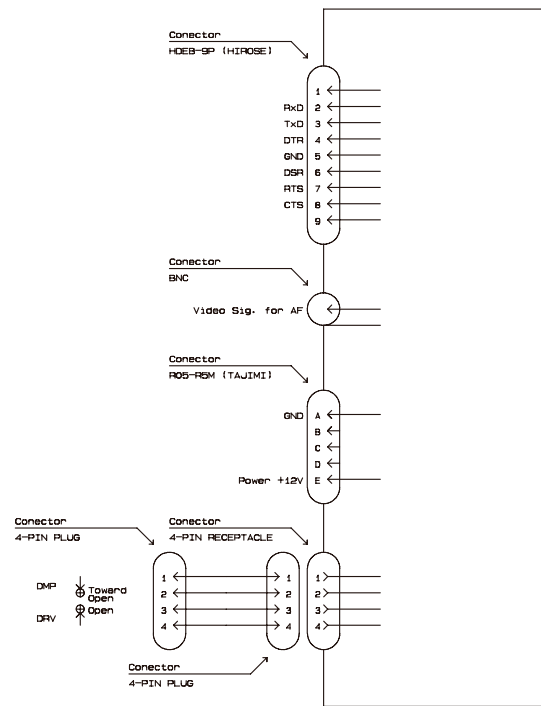 Conector
HDEB-9P (HIROSE)
1
RxD 2
TxD 3
DTR 4
GND 5
DSR 6
RTS 7
CTS 8
9
Conector
BNC
Video Sig. for AF
Conector
R05-R5M (TAJIMI)
GND A
B
C
D
Power +12V E
Conector Conector
4-PIN PLUG 4-PIN RECEPTACLE
1 1 1
DMP Toward 2 2 2
Open
Open 3 3 3
DRV 4 4 4
Conector
4-PIN PLUG